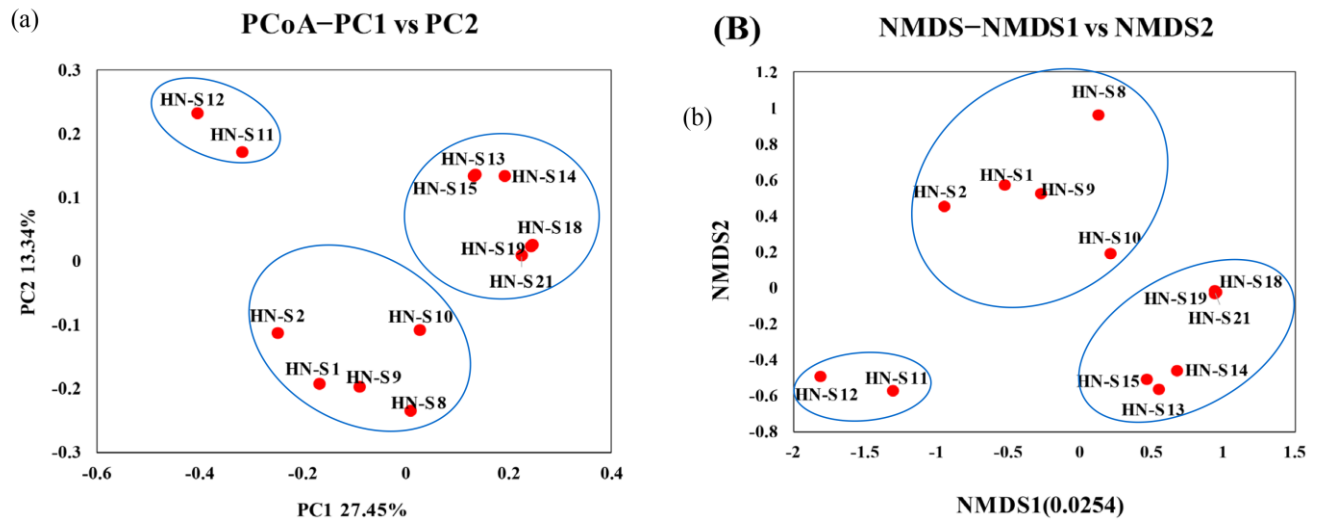 (a)
PCoA−PC1 vs PC2
0.3
0.2
0.1
0
-0.1
-0.2
-0.3
PC2 13.34%
HN-S12
HN-S11
HN-S13
HN-S15
HN-S14
HN-S18
HN-S19
HN-S21
HN-S2
HN-S10
HN-S1
HN-S9
HN-S8
-0.6
-0.4
-0.2
0
0.2
0.4
PC1 27.45%
(B)
NMDS−NMDS1 vs NMDS2
(b)
1.2
1
0.8
0.6
0.4
0.2
0
-0.2
-0.4
-0.6
-0.8
NMDS2
HN-S8
HN-S1
HN-S2
HN-S9
HN-S10
HN-S18
HN-S19
HN-S21
HN-S14
HN-S15
HN-S13
HN-S11
HN-S12
-2
-1.5
-1
-0.5
0
0.5
1
1.5
NMDS1(0.0254)